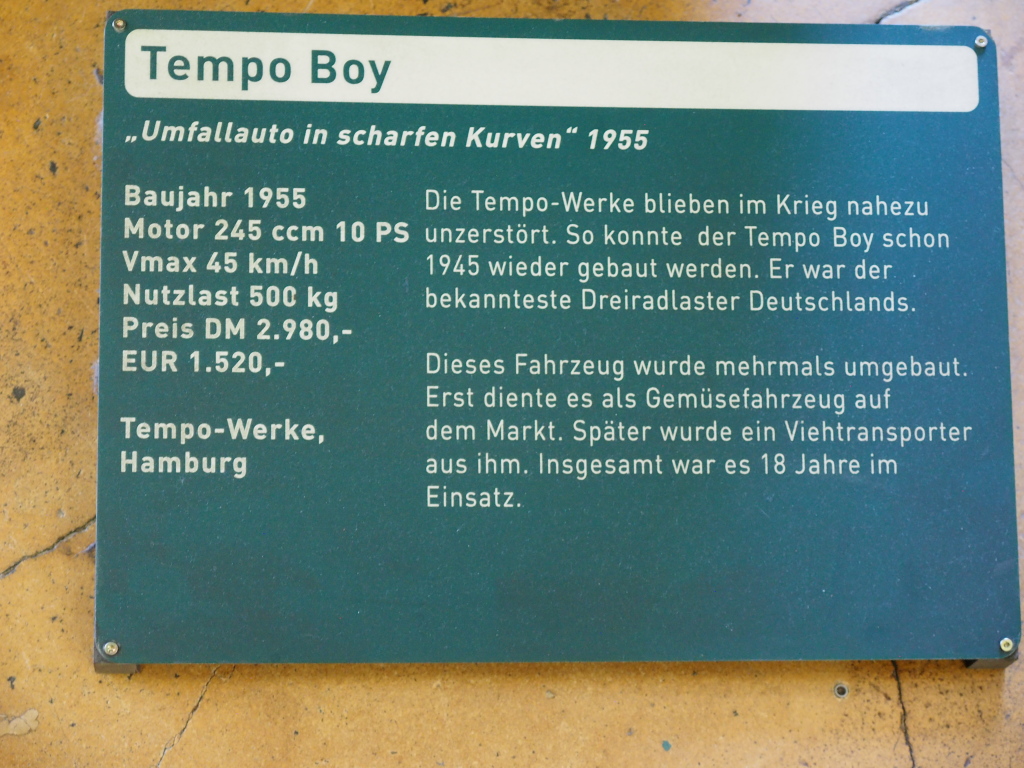 Tempo Boy
„Umfallauto in scharfen Kurven“ 1955
Baujahr 1955
Motor 245 ccm 10 PS
Vmax 45 km/h
Nutzlast 500 kg
Preis DM 2.980,-
EUR 1.520,-
Tempo-Werke,
Hamburg
Die Tempo-Werke blieben im Krieg nahezu
unzerstört. So konnte der Tempo Boy schon
1945 wieder gebaut werden. Er war der
bekannteste Dreiradlaster Deutschlands.
Dieses Fahrzeug wurde mehrmals umgebaut.
Erst diente es als Gemüsefahrzeug auf
dem Markt. Später wurde ein Viehtransporter
aus ihm. Insgesamt war es 18 Jahre im
Einsatz.